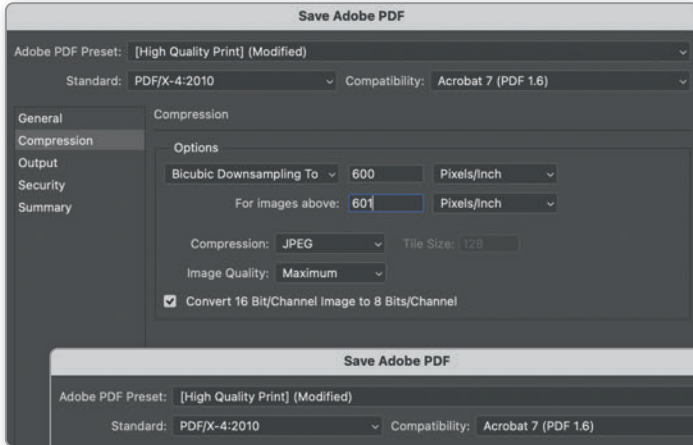 Save Adobe PDF
Adobe PDF Preset: [High Quality Print] (Modified)
Standard: PDF/X-4:2010 Compatibility: Acrobat 7 (PDF 1.6)
General
Compression
Output
Security
Summary
Compression
Options
Bicubic Downsampling To 600 Pixels/Inch
For images above: 601 Pixels/Inch
Compression: JPEG Tile Size: 128
Image Quality: Maximum
Convert 16 Bit/Channel Image to 8 Bits/Channel
Save Adobe PDF
Adobe PDF Preset: [High Quality Print] (Modified)
Standard: PDF/X-4:2010 Compatibility: Acrobat 7 (PDF 1.6)